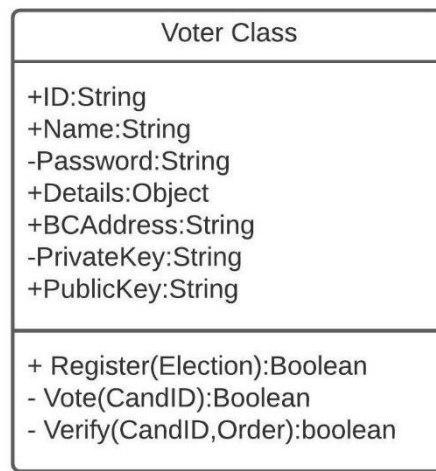 Voter Class
+ID:String
+Name:String
-Password:String
+Details:Object
+BCAddress:String
-PrivateKey:String
+PublicKey:String
+ Register(Election):Boolean
- Vote(CandID):Boolean
- Verify(CandID,Order):boolean